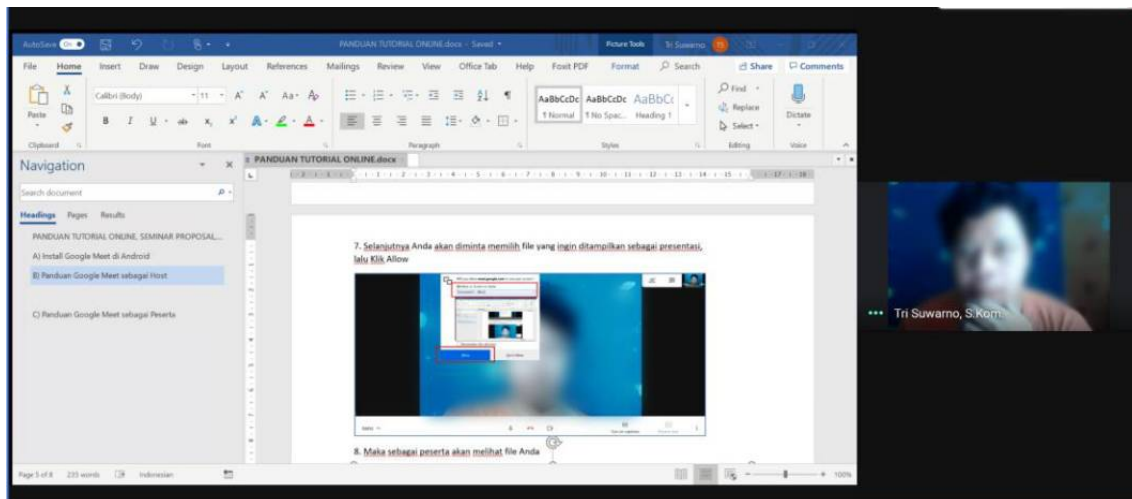 AutoSave On
PANDUAN TUTORIAL ONLINE.docx - Saved
Picture Tools
Tri Suwarno
TS
File Home Insert Draw Design Layout References Mailings Review View Office Tab Help Foxit PDF Format Search Share Comments
Paste
Calibri (Body) 11
AaBbCcDc AaBbCcDc AaBbCc
¶ Normal ¶ No Spac... Heading 1
Find
Replace
Select
Dictate
Clipboard Font Paragraph Styles Editing Voice
Navigation
PANDUAN TUTORIAL ONLINE.docx
Search document
Headings Pages Results
PANDUAN TUTORIAL ONLINE, SEMINAR PROPOSAL,...
A) Install Google Meet di Android
B) Panduan Google Meet sebagai Host
C) Panduan Google Meet sebagai Peserta
7. Selanjutnya Anda akan diminta memilih file yang ingin ditampilkan sebagai presentasi,
lalu Klik Allow
8. Maka sebagai peserta akan melihat file Anda
Tri Suwarno, S.Kom.
Page 5 of 8 235 words Indonesian 100%